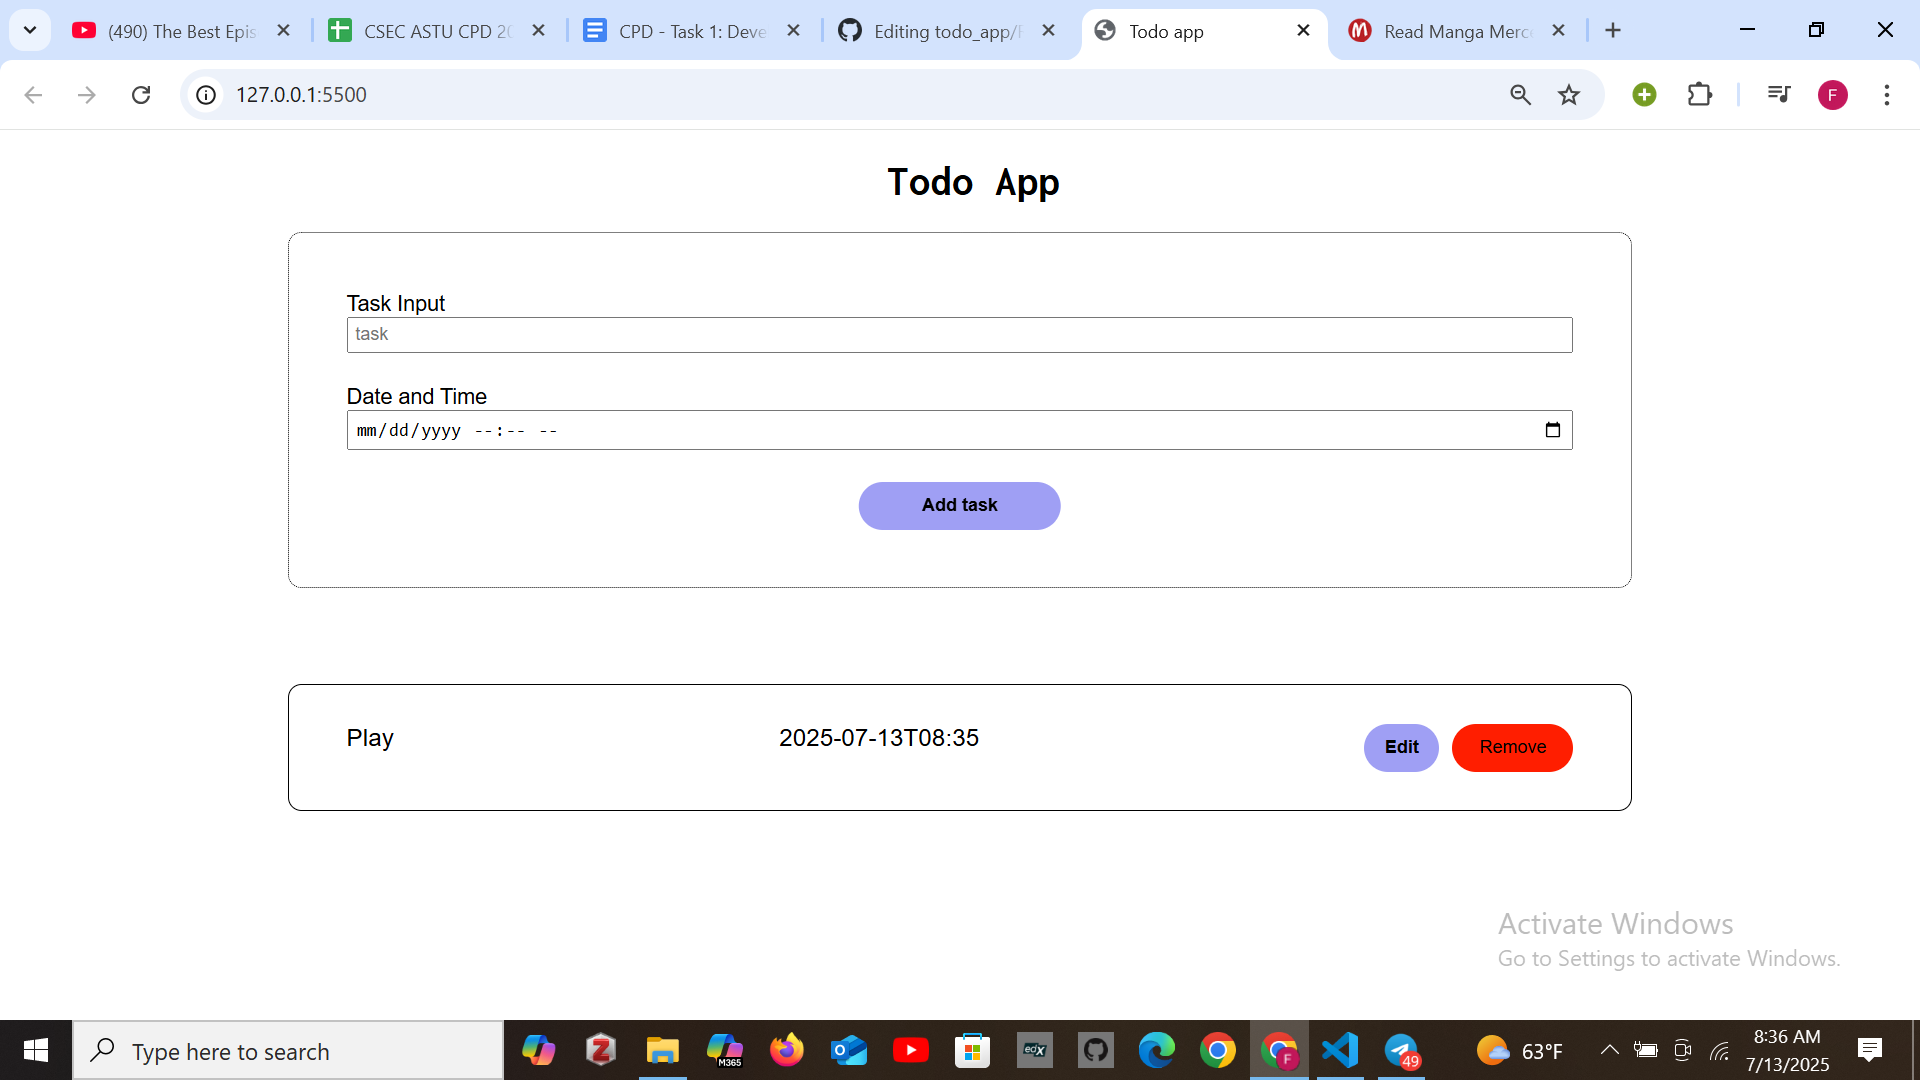 (490) The Best Epis
CSEC ASTU CPD 20
CPD - Task 1: Deve
Editing todo_app/R
Todo app
Read Manga Merce
127.0.0.1:5500
F
Todo App
Task Input
task
Date and Time
mm/dd/yyyy --:-- --
Add task
Play 2025-07-13T08:35 Edit Remove
Activate Windows
Go to Settings to activate Windows.
Type here to search
M365
edX
F
49
63°F
8:36 AM
7/13/2025